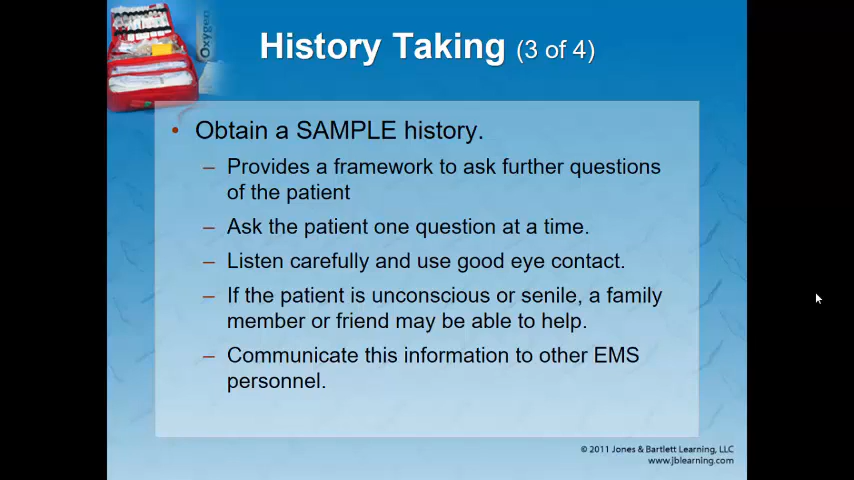 Oxygen
History Taking (3 of 4)
• Obtain a SAMPLE history.
– Provides a framework to ask further questions
of the patient
– Ask the patient one question at a time.
– Listen carefully and use good eye contact.
– If the patient is unconscious or senile, a family
member or friend may be able to help.
– Communicate this information to other EMS
personnel.
© 2011 Jones & Bartlett Learning, LLC
www.jblearning.com